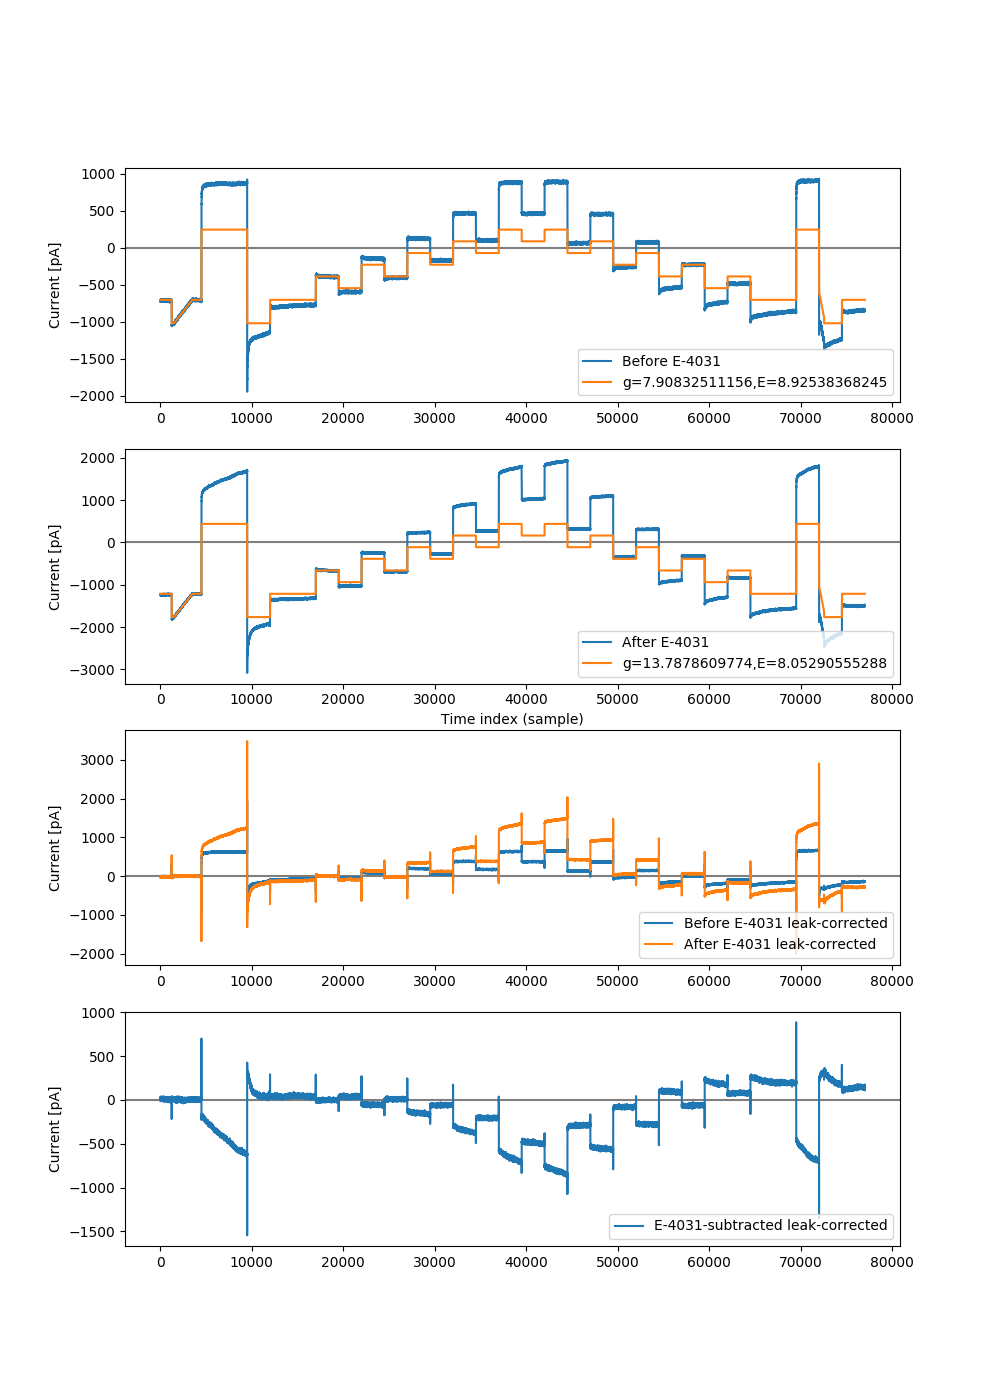 1000
500
0
−500
−1000
−1500
−2000
Current [pA]
Before E-4031
g=7.90832511156,E=8.92538368245
0 10000 20000 30000 40000 50000 60000 70000 80000
2000
1000
0
−1000
−2000
−3000
Current [pA]
After E-4031
g=13.7878609774,E=8.05290555288
0 10000 20000 30000 40000 50000 60000 70000 80000
Time index (sample)
3000
2000
1000
0
−1000
−2000
Current [pA]
Before E-4031 leak-corrected
After E-4031 leak-corrected
0 10000 20000 30000 40000 50000 60000 70000 80000
1000
500
0
−500
−1000
−1500
Current [pA]
E-4031-subtracted leak-corrected
0 10000 20000 30000 40000 50000 60000 70000 80000